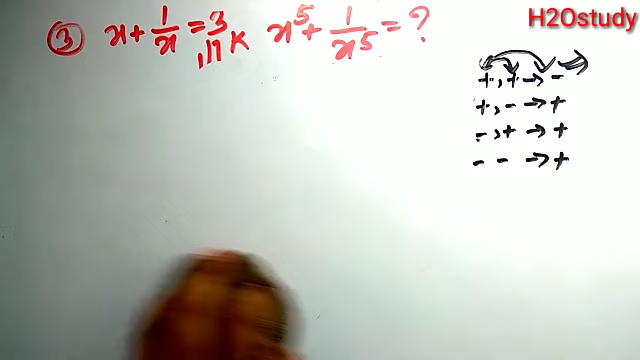 H2Ostudy
③ x + 1/x = 3, x⁵ + 1/x⁵ = ?
+, + → -
+, - → +
-, + → +
- - → +